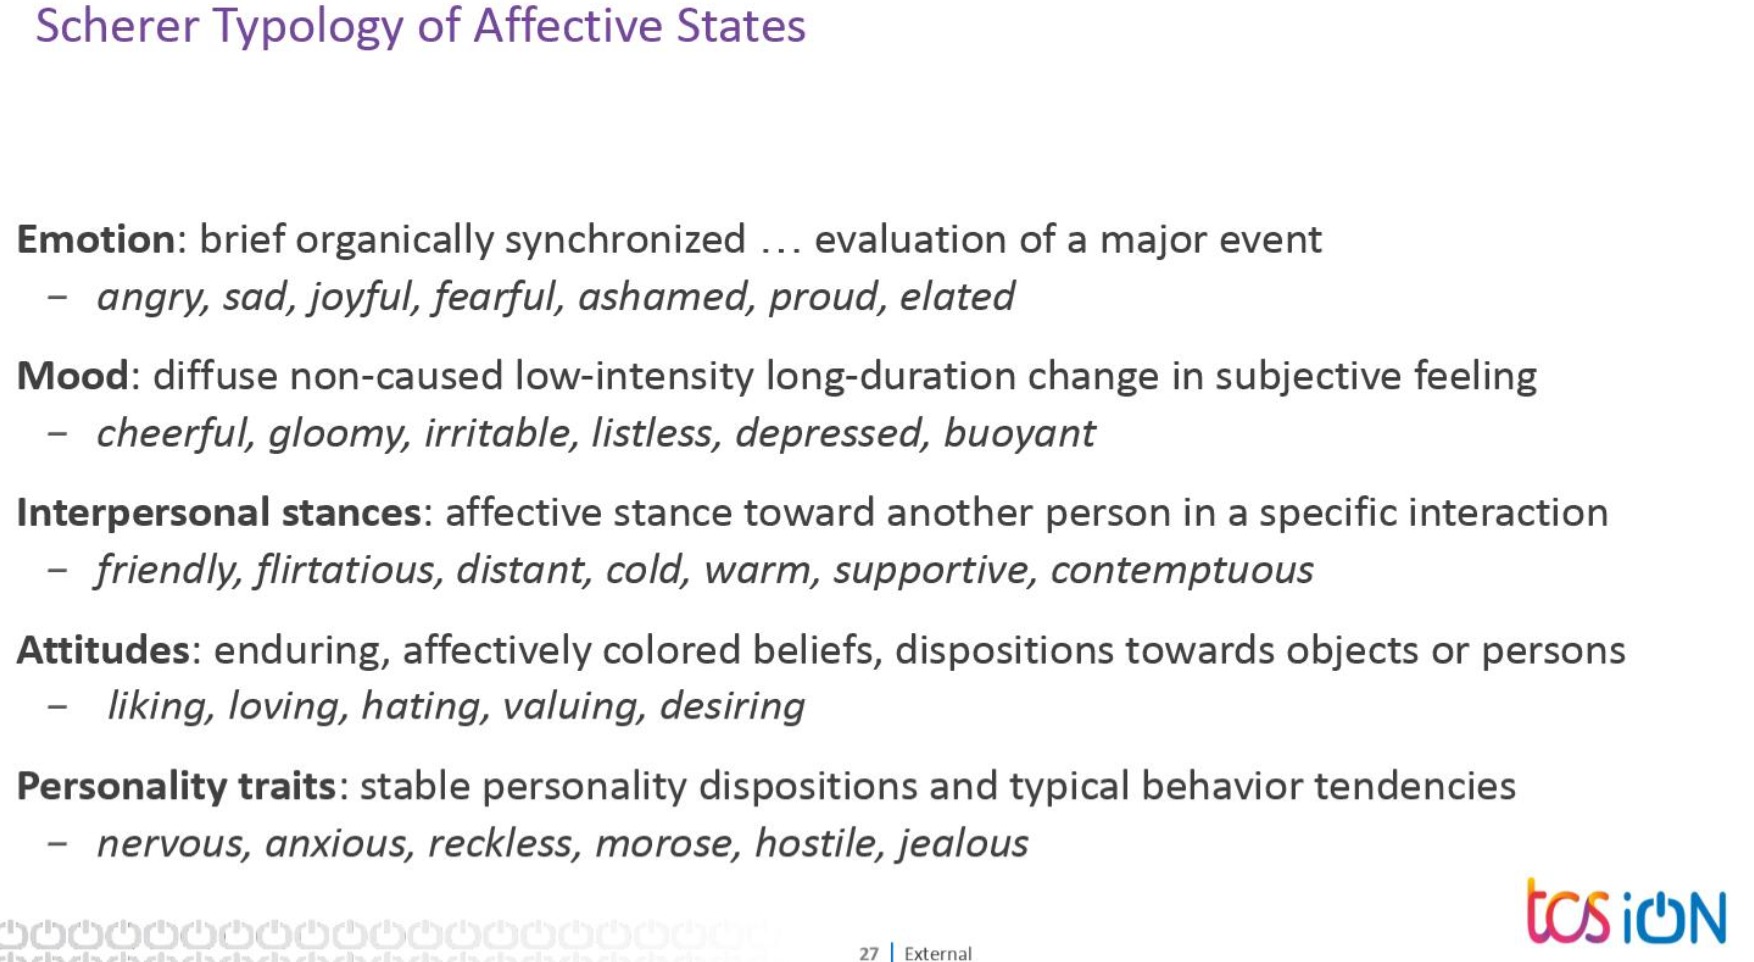 Scherer Typology of Affective States
Emotion: brief organically synchronized … evaluation of a major event
– angry, sad, joyful, fearful, ashamed, proud, elated
Mood: diffuse non-caused low-intensity long-duration change in subjective feeling
– cheerful, gloomy, irritable, listless, depressed, buoyant
Interpersonal stances: affective stance toward another person in a specific interaction
– friendly, flirtatious, distant, cold, warm, supportive, contemptuous
Attitudes: enduring, affectively colored beliefs, dispositions towards objects or persons
– liking, loving, hating, valuing, desiring
Personality traits: stable personality dispositions and typical behavior tendencies
– nervous, anxious, reckless, morose, hostile, jealous
tcs iON
27 | External